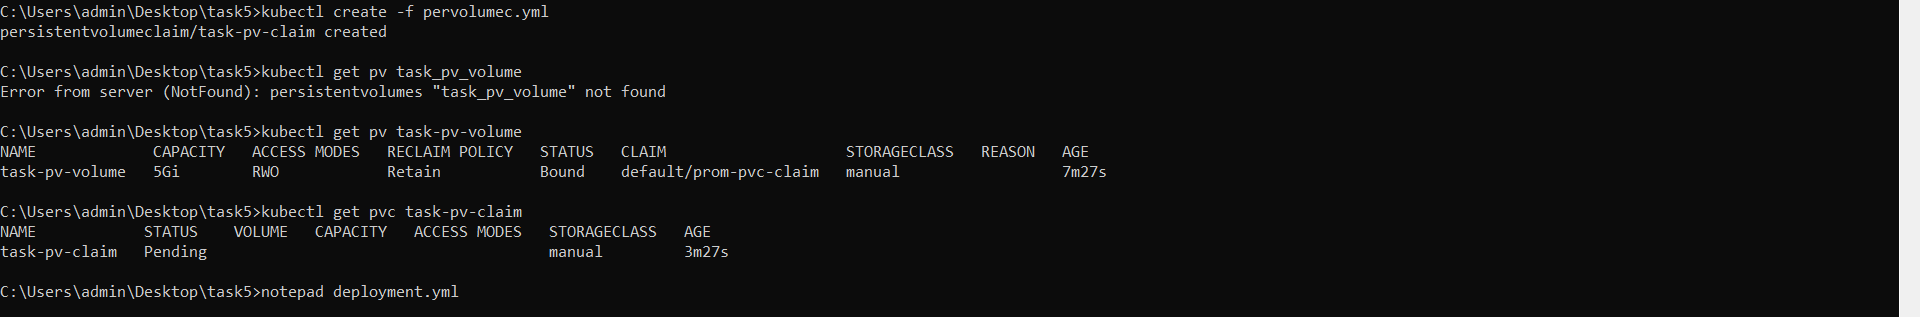 C:\Users\admin\Desktop\task5>kubectl create -f pervolumec.yml
persistentvolumeclaim/task-pv-claim created
C:\Users\admin\Desktop\task5>kubectl get pv task_pv_volume
Error from server (NotFound): persistentvolumes "task_pv_volume" not found
C:\Users\admin\Desktop\task5>kubectl get pv task-pv-volume
NAME             CAPACITY   ACCESS MODES   RECLAIM POLICY   STATUS   CLAIM                    STORAGECLASS   REASON   AGE
task-pv-volume   5Gi        RWO            Retain           Bound    default/prom-pvc-claim   manual                  7m27s
C:\Users\admin\Desktop\task5>kubectl get pvc task-pv-claim
NAME            STATUS    VOLUME   CAPACITY   ACCESS MODES   STORAGECLASS   AGE
task-pv-claim   Pending                                      manual         3m27s
C:\Users\admin\Desktop\task5>notepad deployment.yml